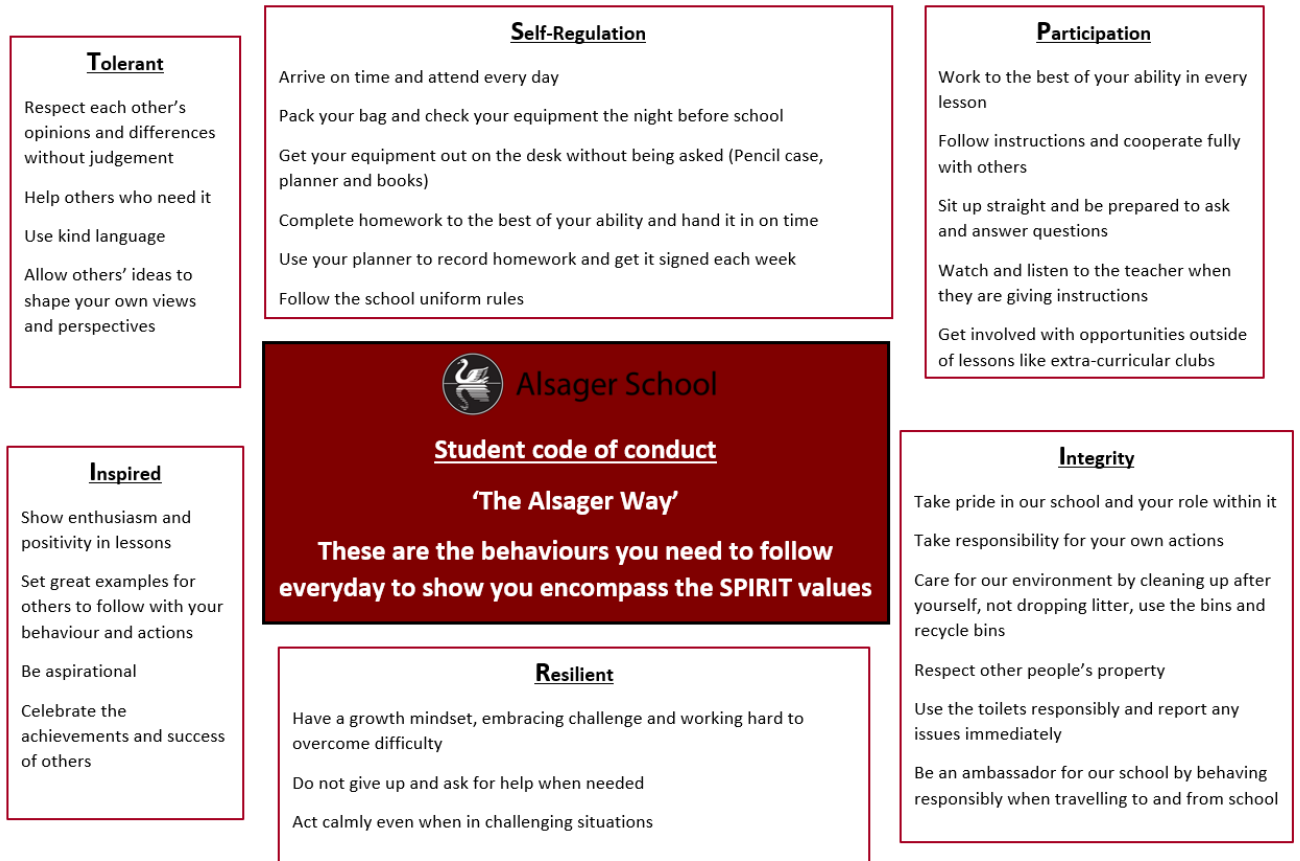 Tolerant
Respect each other's
opinions and differences
without judgement
Help others who need it
Use kind language
Allow others' ideas to
shape your own views
and perspectives
Self-Regulation
Arrive on time and attend every day
Pack your bag and check your equipment the night before school
Get your equipment out on the desk without being asked (Pencil case,
planner and books)
Complete homework to the best of your ability and hand it in on time
Use your planner to record homework and get it signed each week
Follow the school uniform rules
Participation
Work to the best of your ability in every
lesson
Follow instructions and cooperate fully
with others
Sit up straight and be prepared to ask
and answer questions
Watch and listen to the teacher when
they are giving instructions
Get involved with opportunities outside
of lessons like extra-curricular clubs
Alsager School
Student code of conduct
‘The Alsager Way’
These are the behaviours you need to follow
everyday to show you encompass the SPIRIT values
Inspired
Show enthusiasm and
positivity in lessons
Set great examples for
others to follow with your
behaviour and actions
Be aspirational
Celebrate the
achievements and success
of others
Resilient
Have a growth mindset, embracing challenge and working hard to
overcome difficulty
Do not give up and ask for help when needed
Act calmly even when in challenging situations
Integrity
Take pride in our school and your role within it
Take responsibility for your own actions
Care for our environment by cleaning up after
yourself, not dropping litter, use the bins and
recycle bins
Respect other people's property
Use the toilets responsibly and report any
issues immediately
Be an ambassador for our school by behaving
responsibly when travelling to and from school